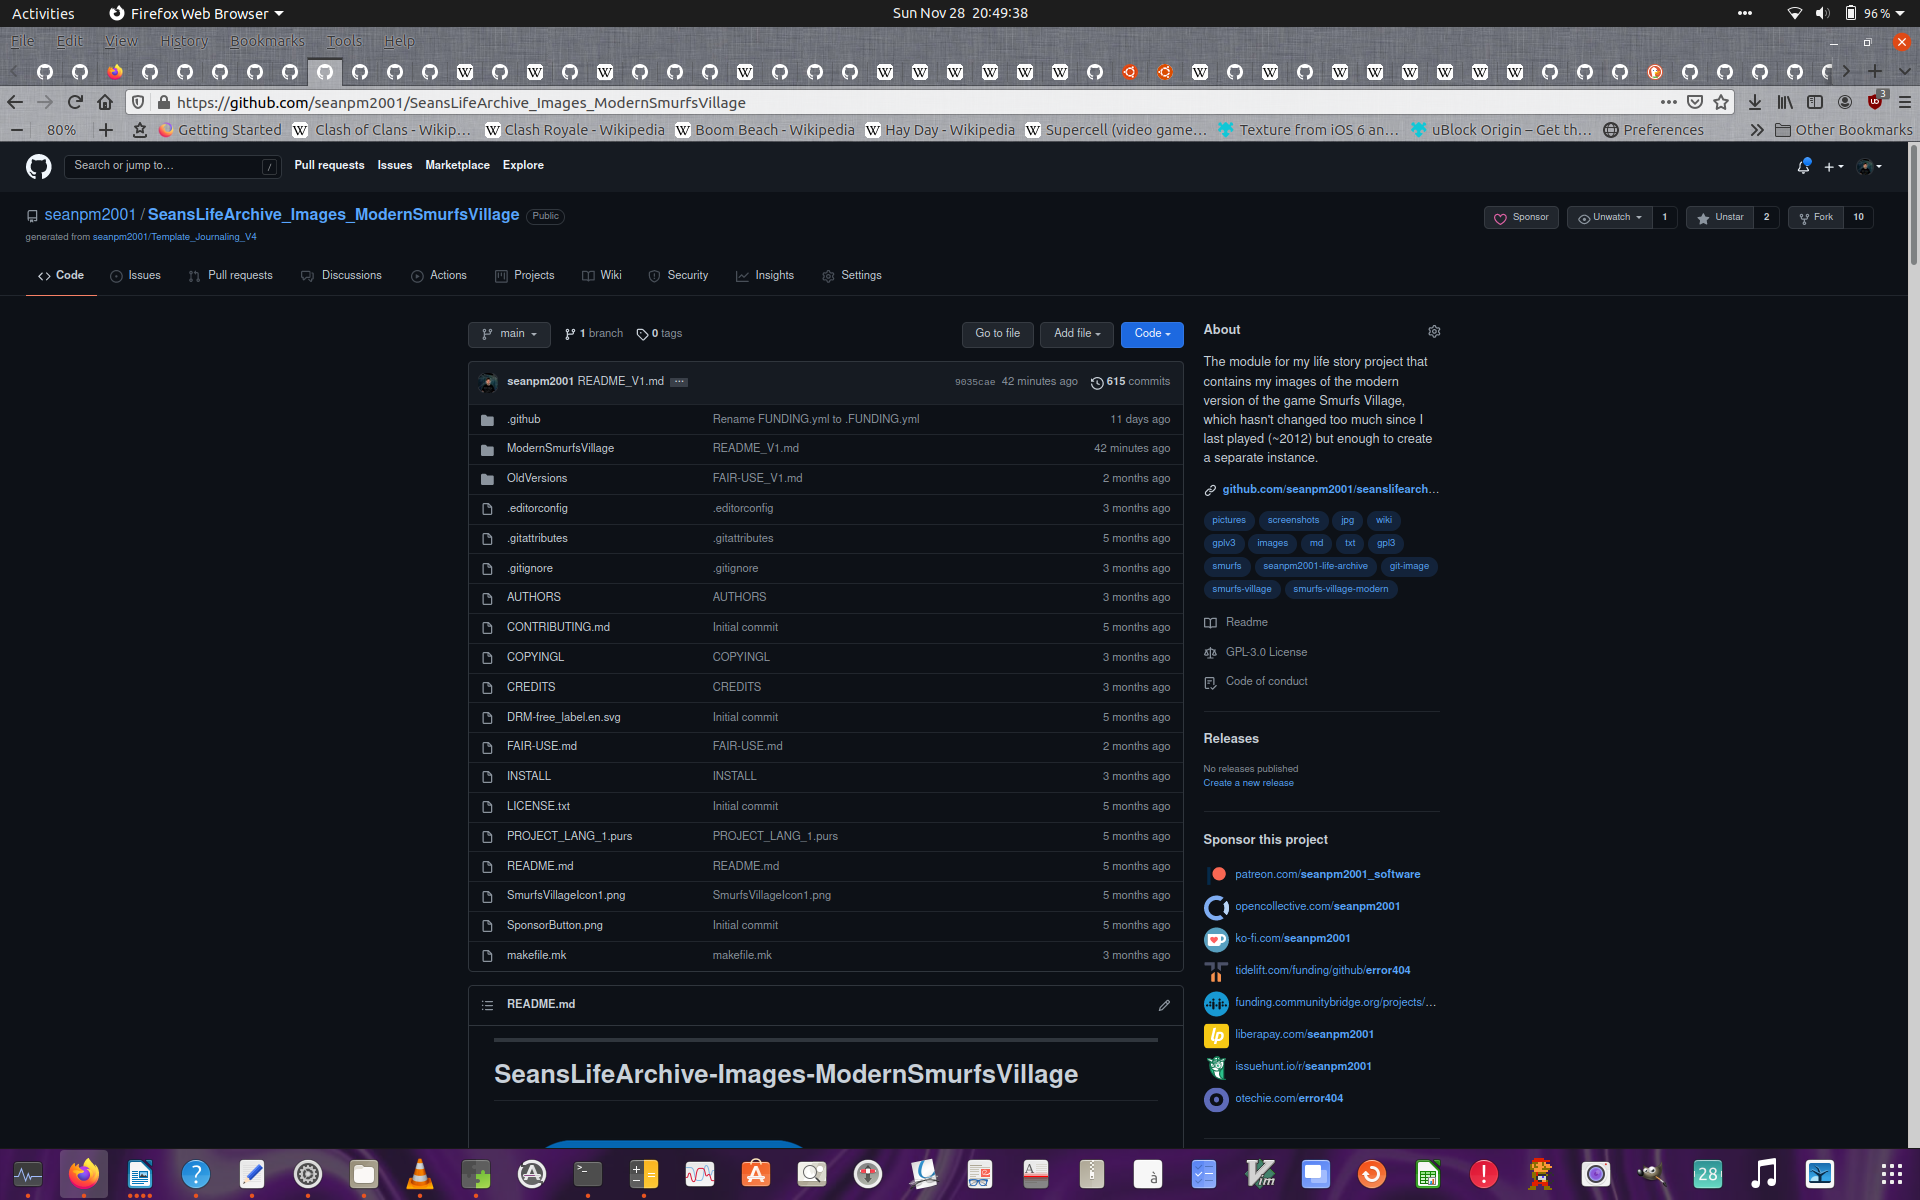 Activities Firefox Web Browser Sun Nov 28 20:49:38 96 %
File Edit View History Bookmarks Tools Help
https://github.com/seanpm2001/SeansLifeArchive_Images_ModernSmurfsVillage 3
80% Getting Started Clash of Clans - Wikip… Clash Royale - Wikipedia Boom Beach - Wikipedia Hay Day - Wikipedia Supercell (video game… Texture from iOS 6 an… uBlock Origin – Get th… Preferences Other Bookmarks
Search or jump to… / Pull requests Issues Marketplace Explore
seanpm2001 / SeansLifeArchive_Images_ModernSmurfsVillage Public Sponsor Unwatch 1 Unstar 2 Fork 10
generated from seanpm2001/Template_Journaling_V4
Code Issues Pull requests Discussions Actions Projects Wiki Security Insights Settings
main 1 branch 0 tags Go to file Add file Code
seanpm2001 README_V1.md 9035cae 42 minutes ago 615 commits
.github Rename FUNDING.yml to .FUNDING.yml 11 days ago
ModernSmurfsVillage README_V1.md 42 minutes ago
OldVersions FAIR-USE_V1.md 2 months ago
.editorconfig .editorconfig 3 months ago
.gitattributes .gitattributes 5 months ago
.gitignore .gitignore 3 months ago
AUTHORS AUTHORS 3 months ago
CONTRIBUTING.md Initial commit 5 months ago
COPYINGL COPYINGL 3 months ago
CREDITS CREDITS 3 months ago
DRM-free_label.en.svg Initial commit 5 months ago
FAIR-USE.md FAIR-USE.md 2 months ago
INSTALL INSTALL 3 months ago
LICENSE.txt Initial commit 5 months ago
PROJECT_LANG_1.purs PROJECT_LANG_1.purs 5 months ago
README.md README.md 5 months ago
SmurfsVillageIcon1.png SmurfsVillageIcon1.png 5 months ago
SponsorButton.png Initial commit 5 months ago
makefile.mk makefile.mk 3 months ago
README.md
SeansLifeArchive-Images-ModernSmurfsVillage
About
The module for my life story project that
contains my images of the modern
version of the game Smurfs Village,
which hasn't changed too much since I
last played (~2012) but enough to create
a separate instance.
github.com/seanpm2001/seanslifearch…
pictures screenshots jpg wiki
gplv3 images md txt gpl3
smurfs seanpm2001-life-archive git-image
smurfs-village smurfs-village-modern
Readme
GPL-3.0 License
Code of conduct
Releases
No releases published
Create a new release
Sponsor this project
patreon.com/seanpm2001_software
opencollective.com/seanpm2001
ko-fi.com/seanpm2001
tidelift.com/funding/github/error404
funding.communitybridge.org/projects/…
liberapay.com/seanpm2001
issuehunt.io/r/seanpm2001
otechie.com/error404
28